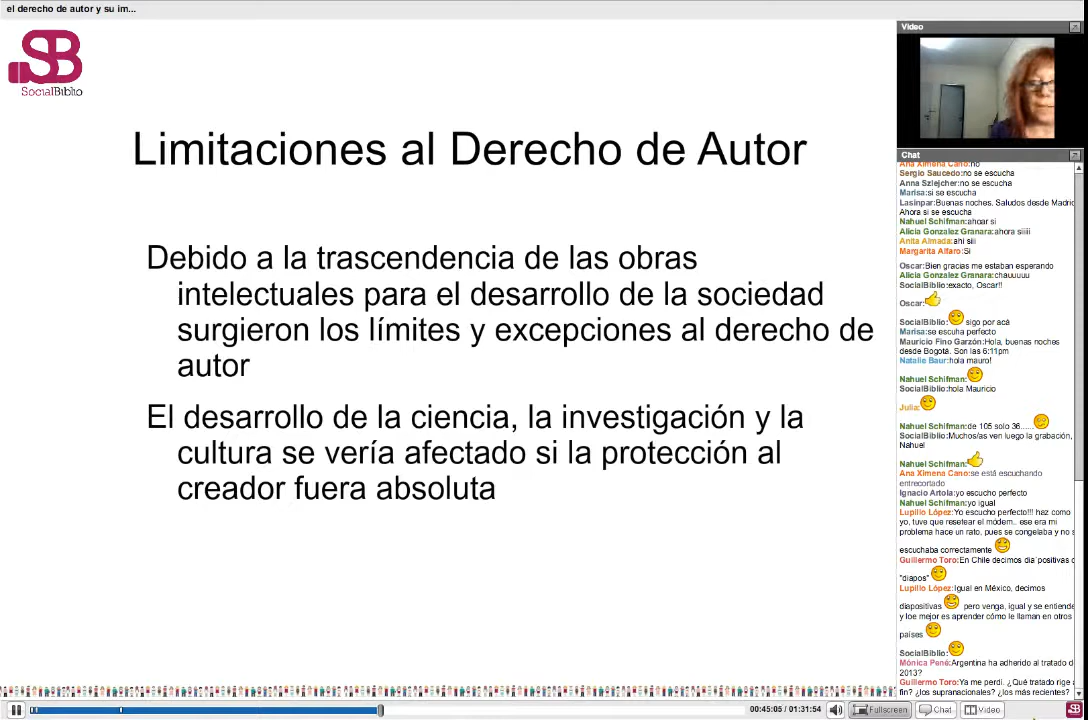 el derecho de autor y su im...
SB
SocialBiblio
Limitaciones al Derecho de Autor
Debido a la trascendencia de las obras
intelectuales para el desarrollo de la sociedad
surgieron los límites y excepciones al derecho de
autor
El desarrollo de la ciencia, la investigación y la
cultura se vería afectado si la protección al
creador fuera absoluta
Video
Chat
Ana Ximena Cano:no
Sergio Saucedo:no se escucha
Anna Szlejcher:no se escucha
Marisa:si se escucha
Lasinpar:Buenas noches. Saludos desde Madrid
Ahora si se escucha
Nahuel Schifman:ahoar si
Alicia Gonzalez Granara:ahora siiii
Anita Almada:ahi siii
Margarita Alfaro:Si
Oscar:Bien gracias me estaban esperando
Alicia Gonzalez Granara:chauuuuu
SocialBiblio:exacto, Oscar!!
Oscar:
SocialBiblio: sigo por acá
Marisa:se escuha perfecto
Mauricio Fino Garzón:Hola, buenas noches
desde Bogotá. Son las 6:11pm
Natalie Baur:hola mauro!
Nahuel Schifman:
SocialBiblio:hola Mauricio
Julia:
Nahuel Schifman:de 105 solo 36......
SocialBiblio:Muchos/as ven luego la grabación,
Nahuel
Nahuel Schifman:
Ana Ximena Cano:se está escuchando
entrecortado
Ignacio Artola:yo escucho perfecto
Nahuel Schifman:yo igual
Lupilio López:Yo escucho perfecto!!! haz como
yo, tuve que resetear el módem.. ese era mi
problema hace un rato, pues se congelaba y no s
escuchaba correctamente
Guillermo Toro:En Chile decimos dia´positivas o
"diapos"
Lupilio López:Igual en México, decimos
diapositivas pero venga, igual y se entiende
y loe mejor es aprender cómo le llaman en otros
países
SocialBiblio:
Mónica Pené:Argentina ha adherido al tratado d
2013?
Guillermo Toro:Ya me perdí. ¿Qué tratado rige a
fin? ¿los supranacionales? ¿los más recientes?
00:45:05 / 01:31:54
Fullscreen
Chat
Video
SB